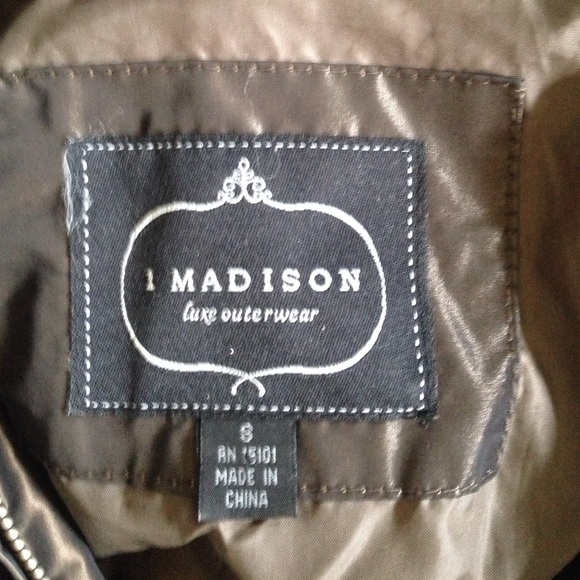 1 MADISON
luxe outerwear
RN 15101
MADE IN
CHINA